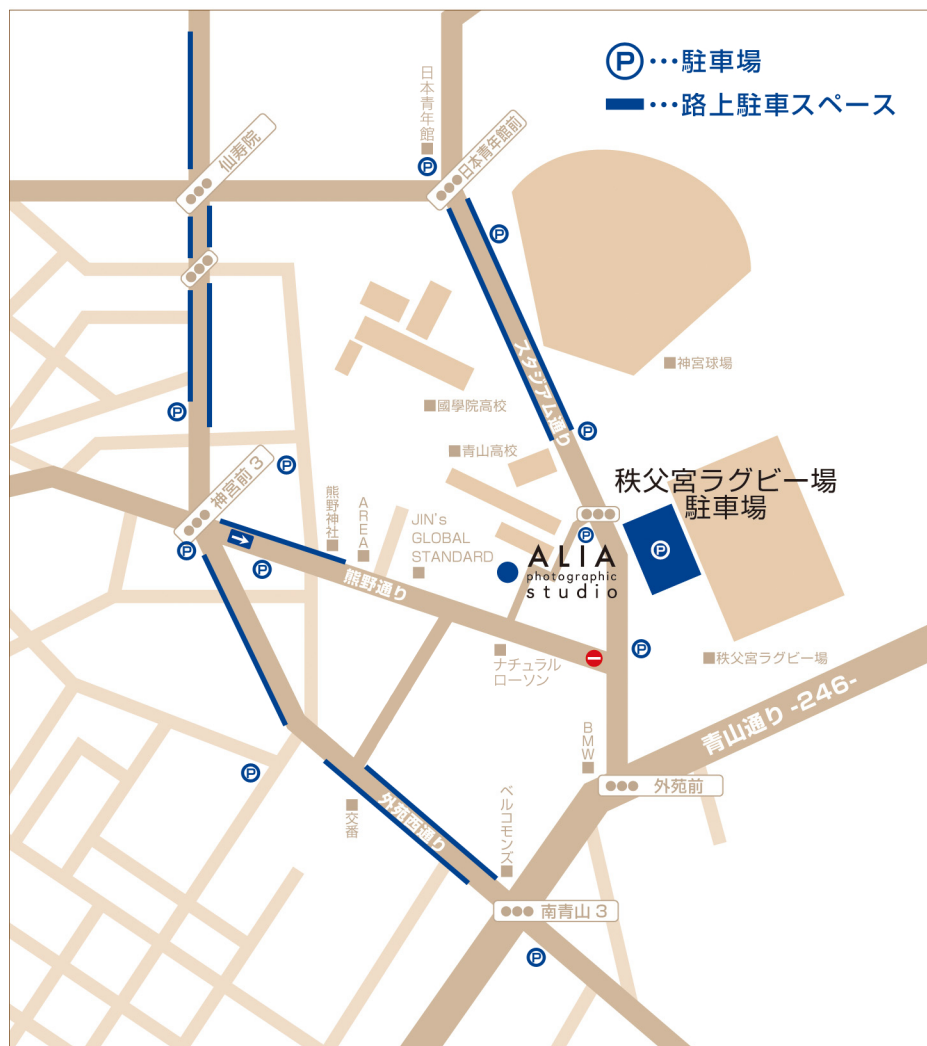 Ⓟ…駐車場
…路上駐車スペース
日本青年館■
仙寿院
日本青年館前
■神宮球場
スタジアム通り
■國學院高校
■青山高校
秩父宮ラグビー場
駐車場
神宮前3
熊野神社■
AREA■
JIN's
GLOBAL
STANDARD■
熊野通り
ALIA
photographic
studio
■ナチュラル
ローソン
■秩父宮ラグビー場
青山通り -246-
BMW■
外苑前
外苑西通り
■交番
ベルコモンズ■
南青山3
P
P
P
P
P
P
P
P
P
P
P
P